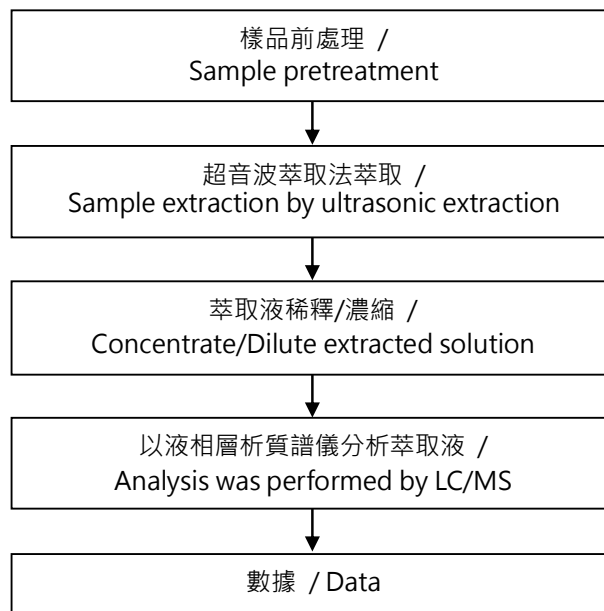 樣品前處理 /
Sample pretreatment
超音波萃取法萃取 /
Sample extraction by ultrasonic extraction
萃取液稀釋/濃縮 /
Concentrate/Dilute extracted solution
以液相層析質譜儀分析萃取液 /
Analysis was performed by LC/MS
數據 / Data